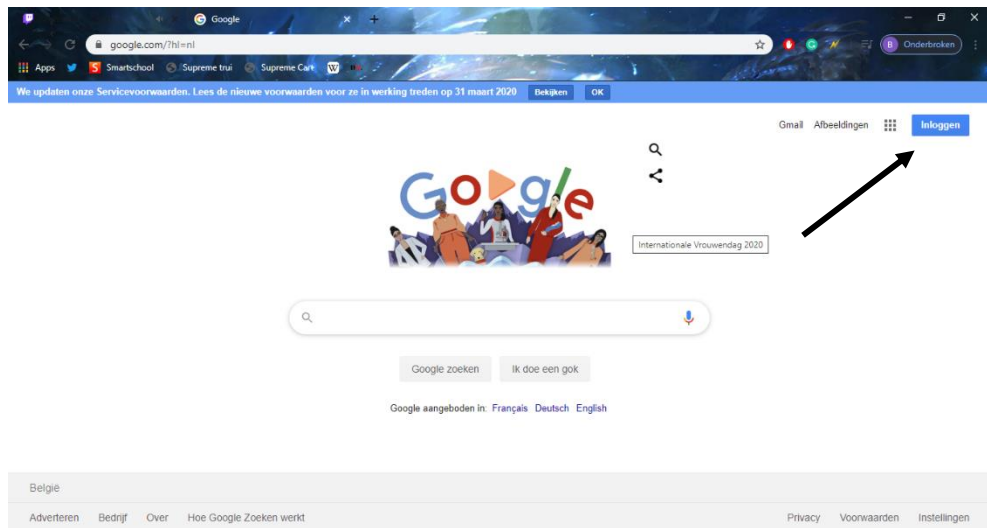 Google
google.com/?hl=nl
B Onderbroken
Apps Smartschool Supreme trui Supreme Cart W
We updaten onze Servicevoorwaarden. Lees de nieuwe voorwaarden voor ze in werking treden op 31 maart 2020 Bekijken OK
Gmail Afbeeldingen Inloggen
Google
Internationale Vrouwendag 2020
Google zoeken Ik doe een gok
Google aangeboden in: Français Deutsch English
België
Adverteren Bedrijf Over Hoe Google Zoeken werkt Privacy Voorwaarden Instellingen